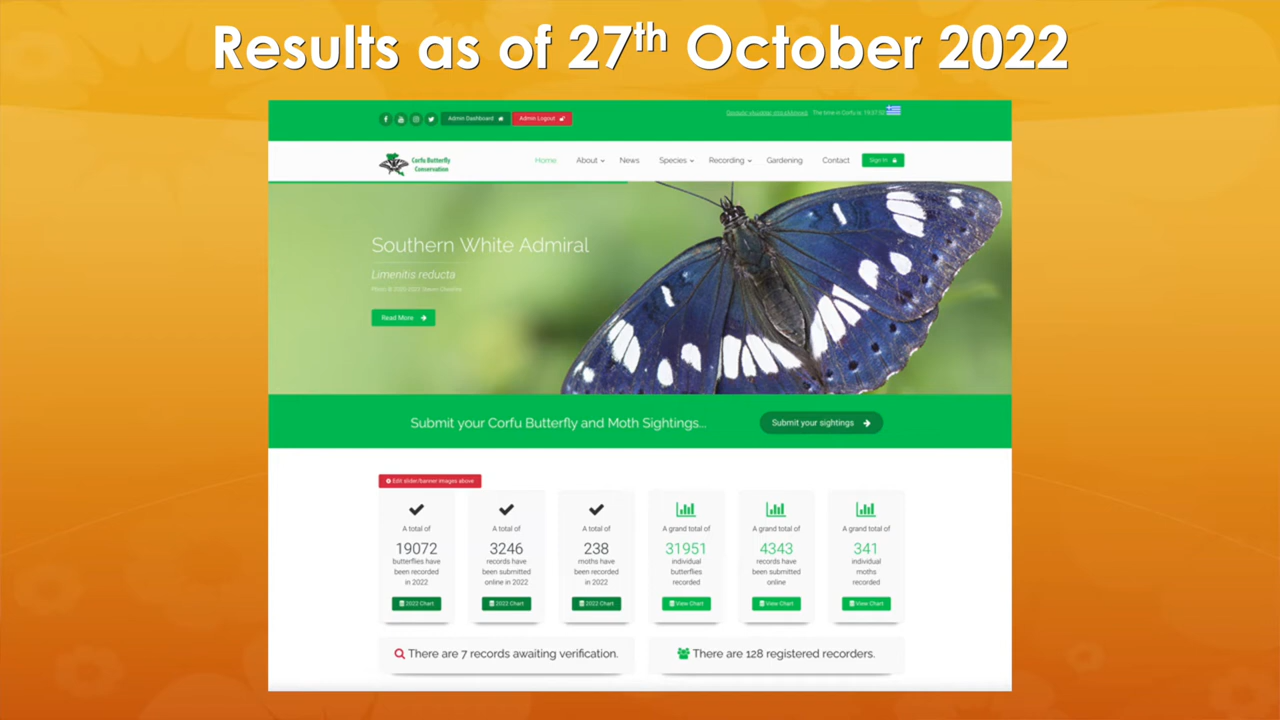 Results as of 27th October 2022
Admin Dashboard
Admin Logout
The time in Corfu is: 19:37:52
Corfu Butterfly
Conservation
Home
About
News
Species
Recording
Gardening
Contact
Sign In
Southern White Admiral
Limenitis reducta
Read More
Submit your Corfu Butterfly and Moth Sightings...
Submit your sightings
Edit slider/banner images above
A total of
19072
butterflies have
been recorded
in 2022
2022 Chart
A total of
3246
records have
been submitted
online in 2022
2022 Chart
A total of
238
moths have
been recorded
in 2022
2022 Chart
A grand total of
31951
individual
butterflies
recorded
View Chart
A grand total of
4343
records have
been submitted
online
View Chart
A grand total of
341
individual
moths
recorded
View Chart
There are 7 records awaiting verification.
There are 128 registered recorders.